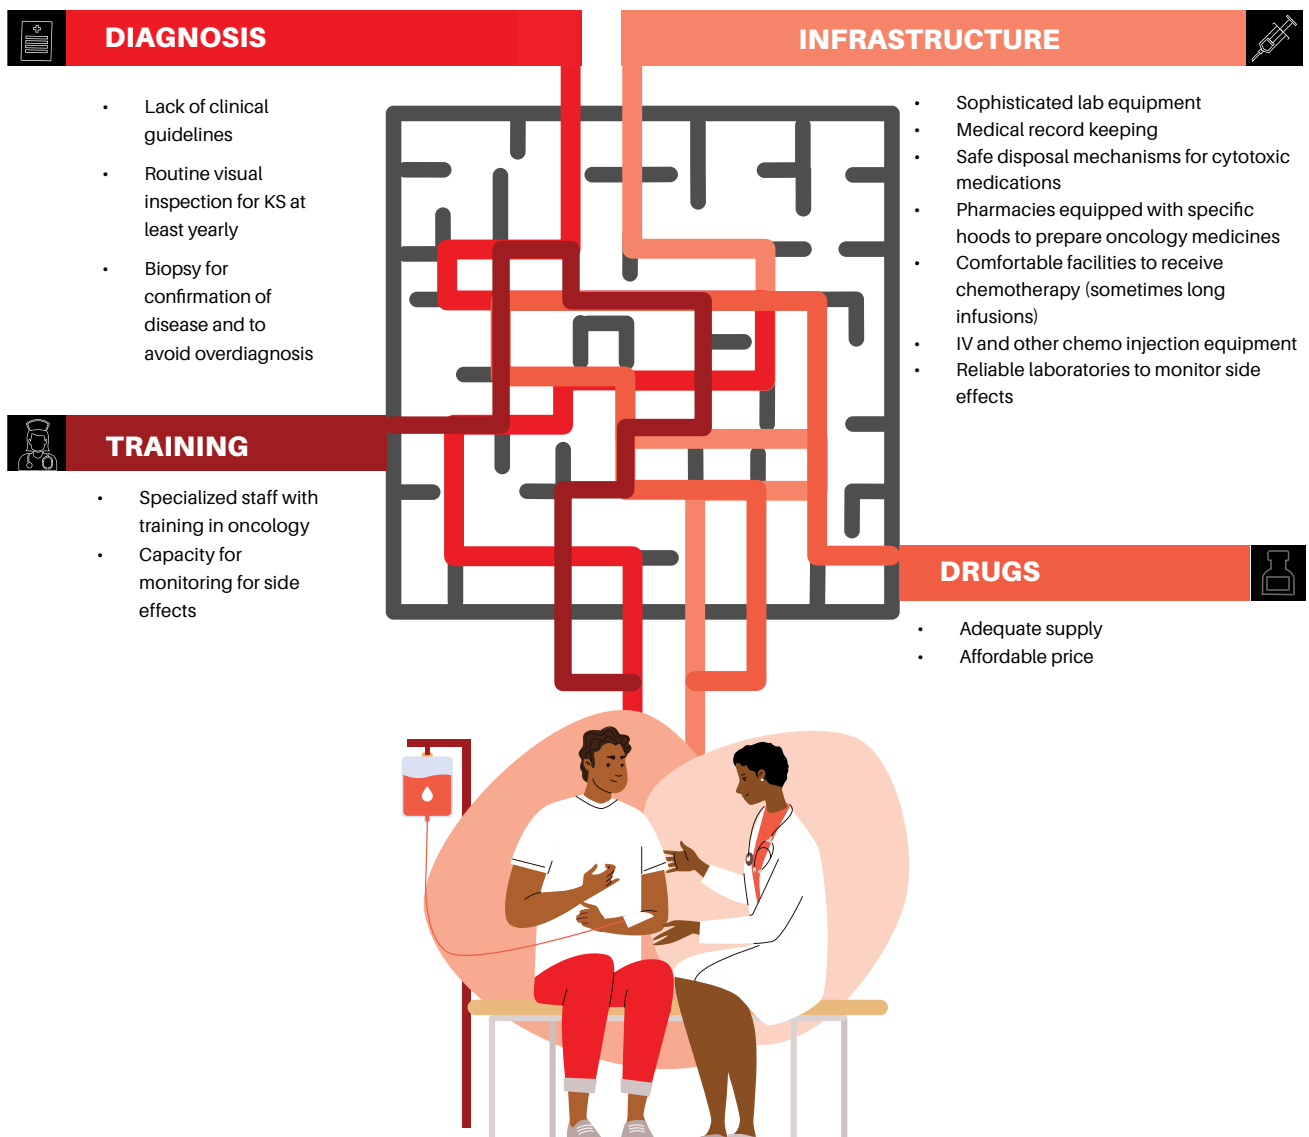 DIAGNOSIS
• Lack of clinical
guidelines
• Routine visual
inspection for KS at
least yearly
• Biopsy for
confirmation of
disease and to
avoid overdiagnosis
TRAINING
• Specialized staff with
training in oncology
• Capacity for
monitoring for side
effects
INFRASTRUCTURE
• Sophisticated lab equipment
• Medical record keeping
• Safe disposal mechanisms for cytotoxic
medications
• Pharmacies equipped with specific
hoods to prepare oncology medicines
• Comfortable facilities to receive
chemotherapy (sometimes long
infusions)
• IV and other chemo injection equipment
• Reliable laboratories to monitor side
effects
DRUGS
• Adequate supply
• Affordable price